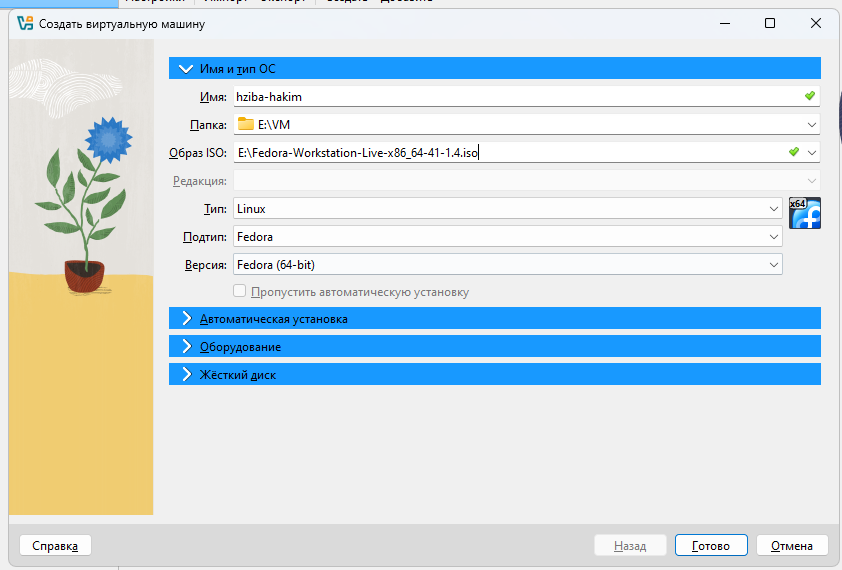 Создать виртуальную машину
Имя и тип ОС
Имя: hziba-hakim
Папка: E:\VM
Образ ISO: E:\Fedora-Workstation-Live-x86_64-41-1.4.iso
Редакция:
Тип: Linux
x64
Подтип: Fedora
Версия: Fedora (64-bit)
Пропустить автоматическую установку
Автоматическая установка
Оборудование
Жёсткий диск
Справка
Назад
Готово
Отмена